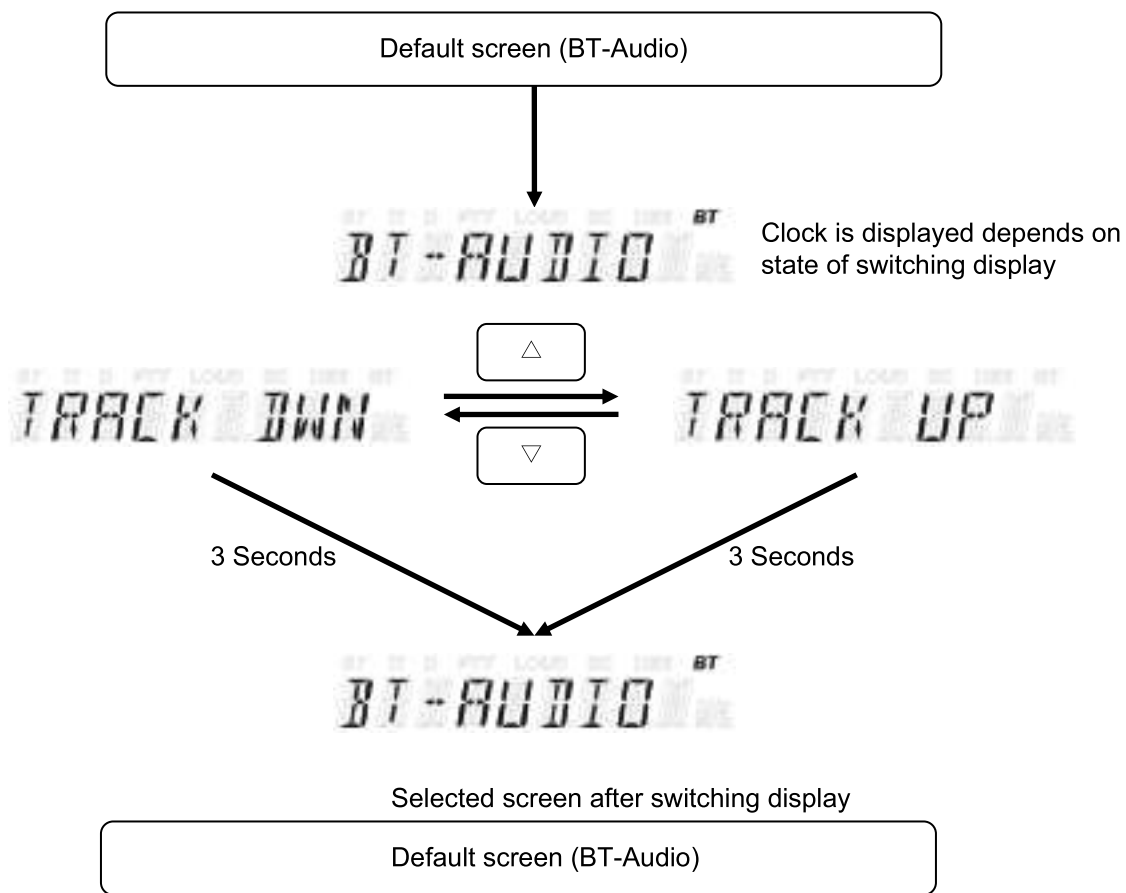 Default screen (BT-Audio)
BT
BT-AUDIO
Clock is displayed depends on
state of switching display
△
TRACK DWN
TRACK UP
▽
3 Seconds
3 Seconds
BT
BT-AUDIO
Selected screen after switching display
Default screen (BT-Audio)